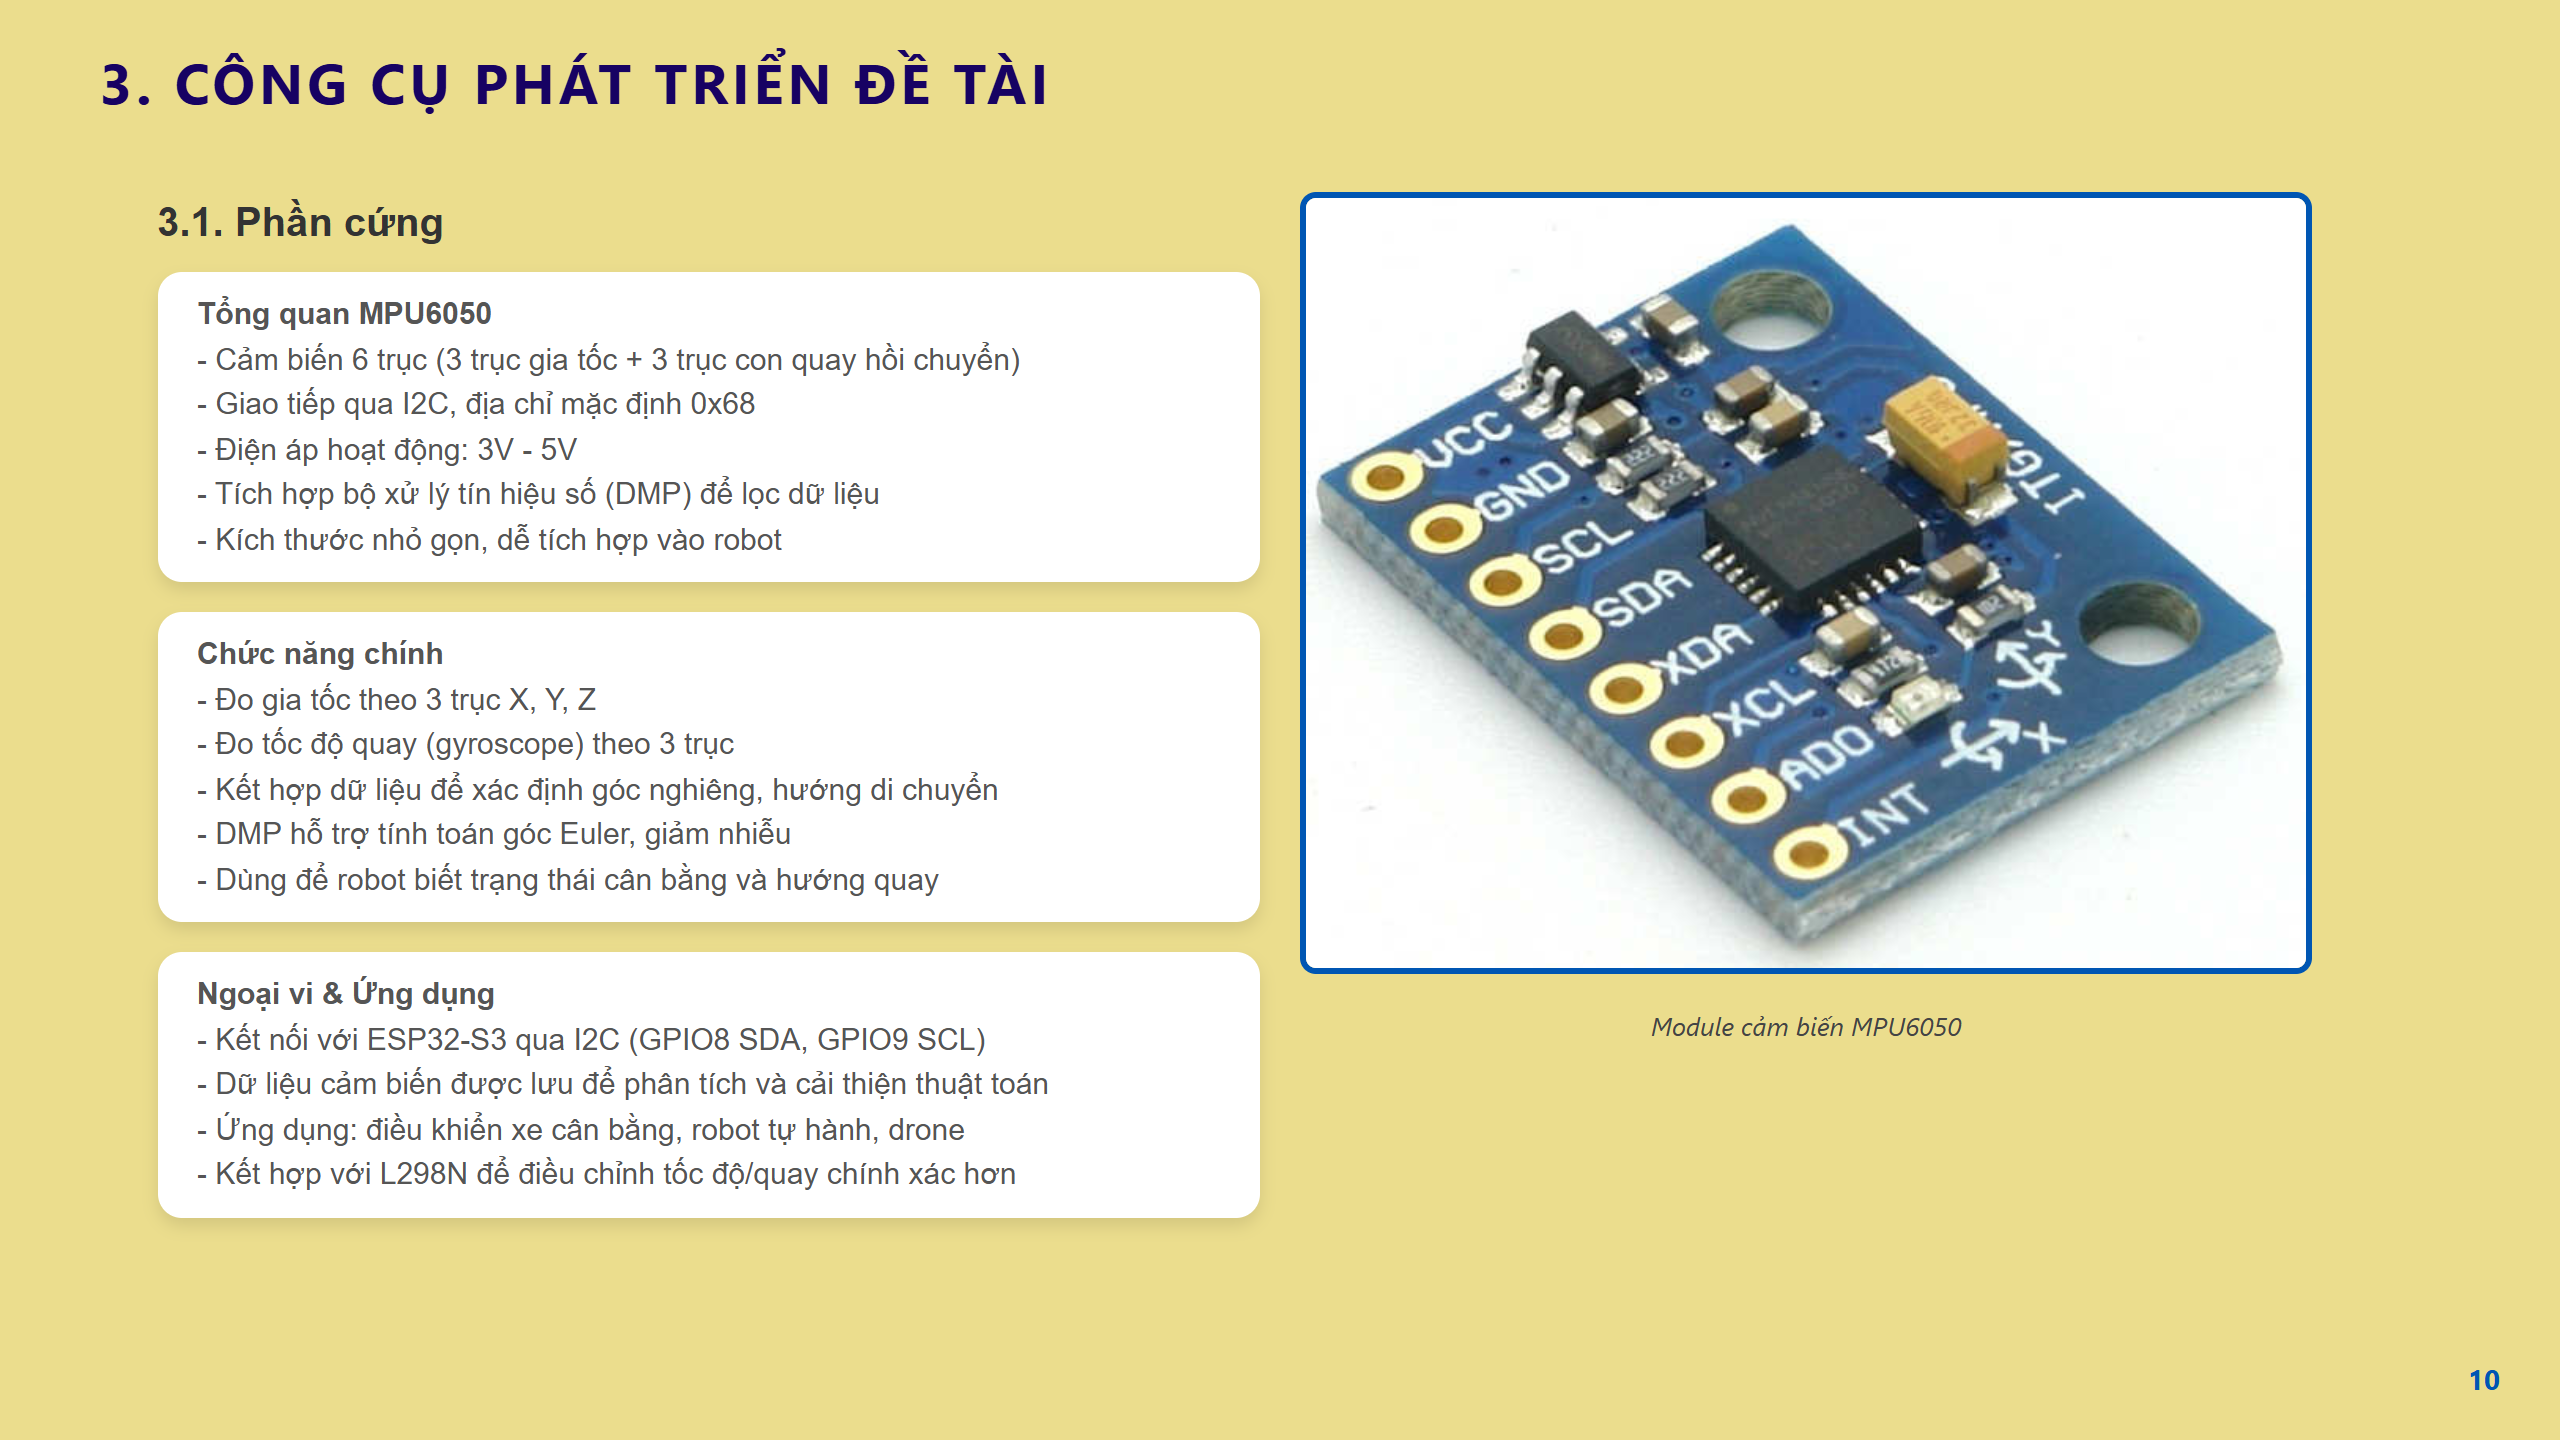 3. CÔNG CỤ PHÁT TRIỂN ĐỀ TÀI
3.1. Phần cứng
Tổng quan MPU6050
- Cảm biến 6 trục (3 trục gia tốc + 3 trục con quay hồi chuyển)
- Giao tiếp qua I2C, địa chỉ mặc định 0x68
- Điện áp hoạt động: 3V - 5V
- Tích hợp bộ xử lý tín hiệu số (DMP) để lọc dữ liệu
- Kích thước nhỏ gọn, dễ tích hợp vào robot
Chức năng chính
- Đo gia tốc theo 3 trục X, Y, Z
- Đo tốc độ quay (gyroscope) theo 3 trục
- Kết hợp dữ liệu để xác định góc nghiêng, hướng di chuyển
- DMP hỗ trợ tính toán góc Euler, giảm nhiễu
- Dùng để robot biết trạng thái cân bằng và hướng quay
Ngoại vi & Ứng dụng
- Kết nối với ESP32-S3 qua I2C (GPIO8 SDA, GPIO9 SCL)
- Dữ liệu cảm biến được lưu để phân tích và cải thiện thuật toán
- Ứng dụng: điều khiển xe cân bằng, robot tự hành, drone
- Kết hợp với L298N để điều chỉnh tốc độ/quay chính xác hơn
VCC
GND
SCL
SDA
XDA
XCL
ADO
INT
222
222
Y
X
Module cảm biến MPU6050
10